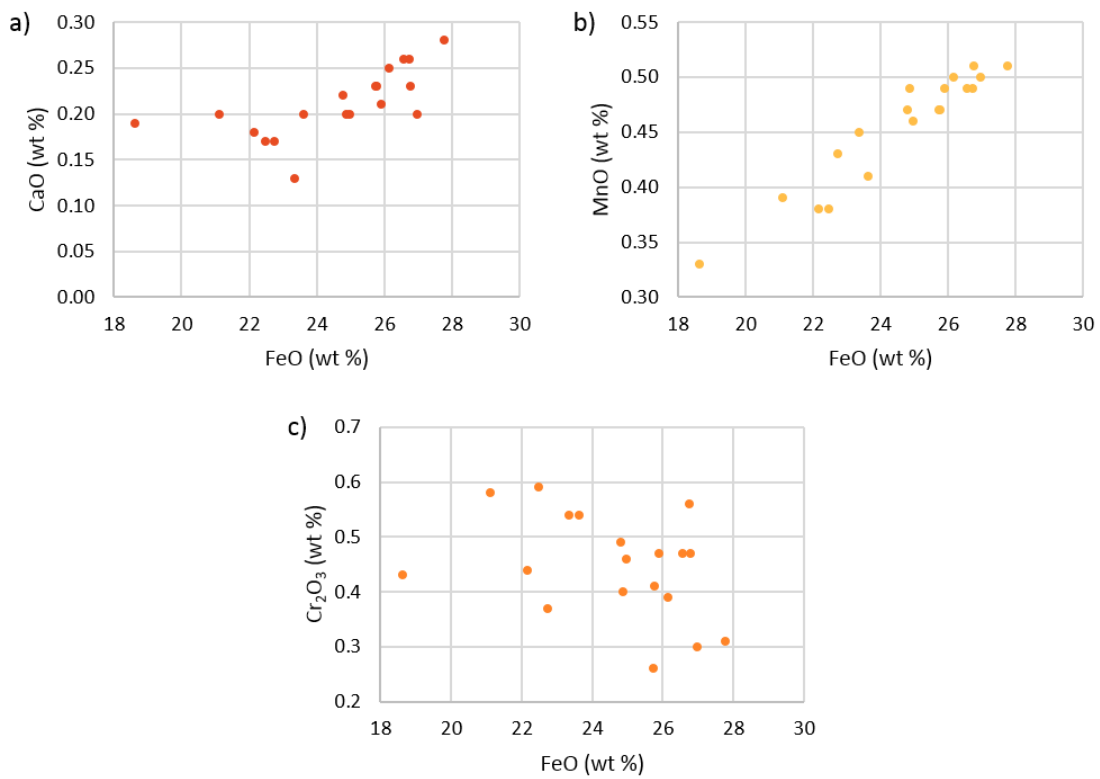 a)
0.30
0.25
0.20
0.15
0.10
0.05
0.00
CaO (wt %)
18 20 22 24 26 28 30
FeO (wt %)
b)
0.55
0.50
0.45
0.40
0.35
0.30
MnO (wt %)
18 20 22 24 26 28 30
FeO (wt %)
c)
0.7
0.6
0.5
0.4
0.3
0.2
Cr₂O₃ (wt %)
18 20 22 24 26 28 30
FeO (wt %)